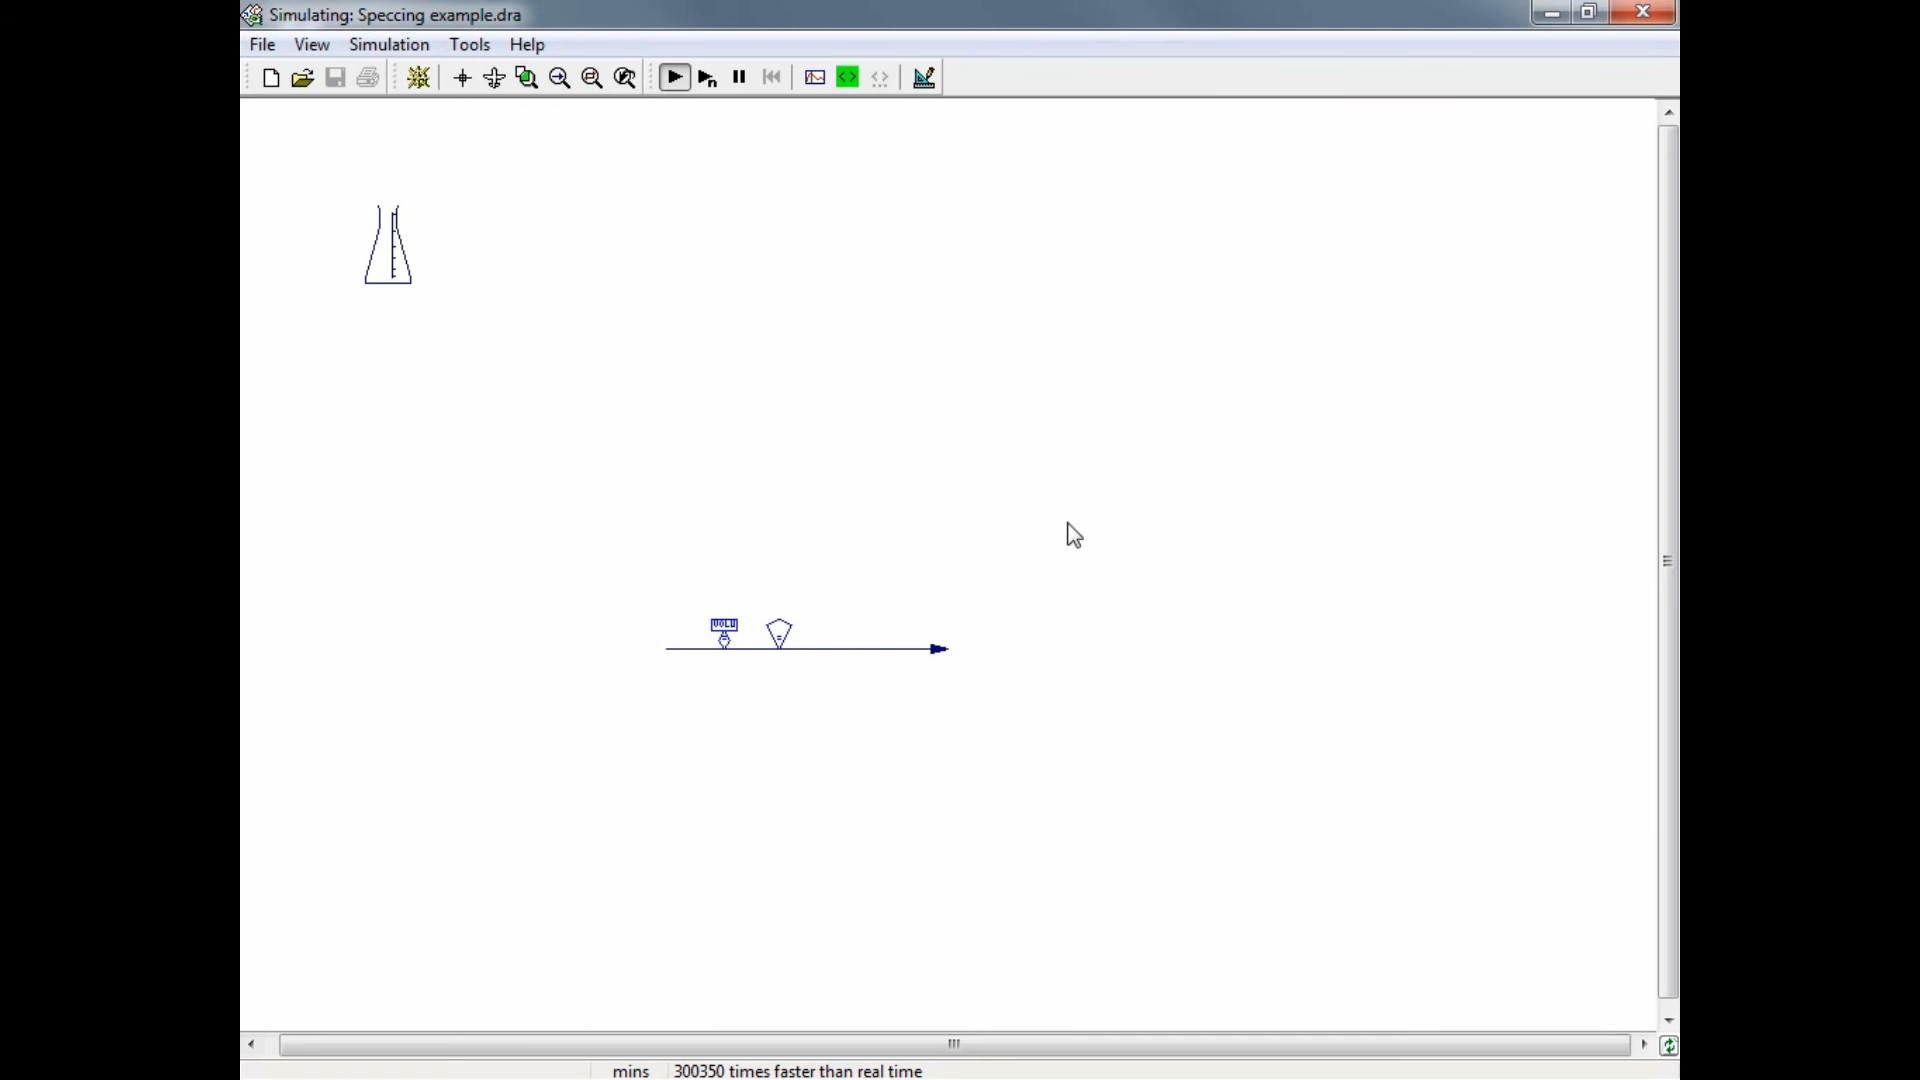 Simulating: Speccing example.dra
File View Simulation Tools Help
mins 300350 times faster than real time